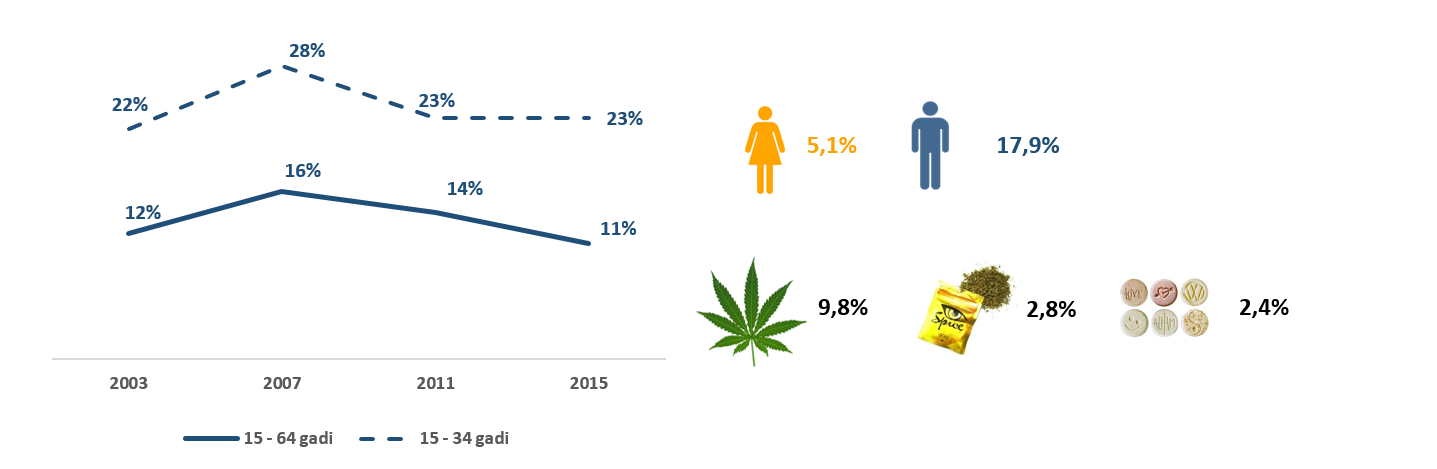 28%
22%
23%
23%
16%
12%
14%
11%
2003 2007 2011 2015
15 - 64 gadi 15 - 34 gadi
5,1% 17,9%
9,8% 2,8% 2,4%
Spice
LOVE